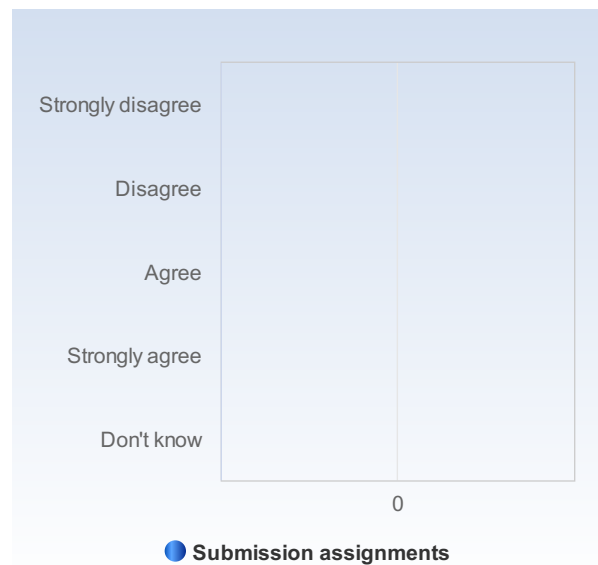 Strongly disagree
Disagree
Agree
Strongly agree
Don't know
0
Submission assignments